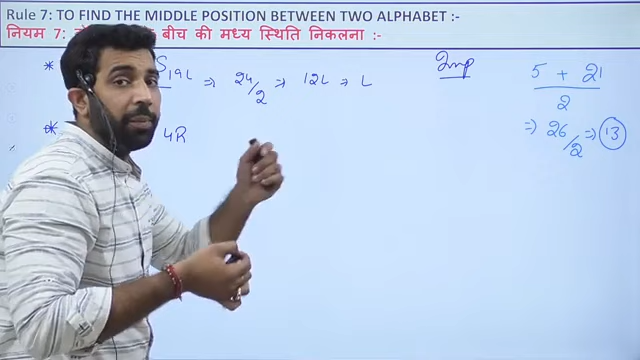 Rule 7: TO FIND THE MIDDLE POSITION BETWEEN TWO ALPHABET :-
नियम 7: बीच की मध्य स्थिति निकलना :-
* S 19L ⇒ 24/2 ⇒ 12L ⇒ L
Imp
5 + 21
2
⇒ 26/2 ⇒ 13
* 4R